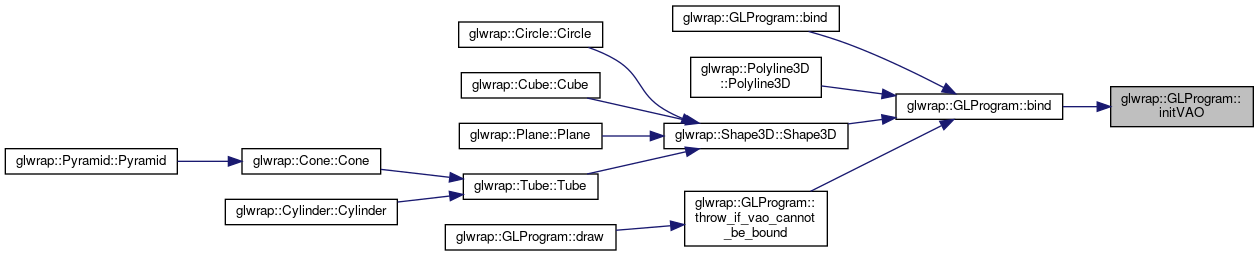 glwrap::GLProgram::bind
glwrap::Circle::Circle
glwrap::Polyline3D
::Polyline3D
glwrap::Cube::Cube
glwrap::GLProgram::
initVAO
glwrap::GLProgram::bind
glwrap::Plane::Plane
glwrap::Shape3D::Shape3D
glwrap::Pyramid::Pyramid
glwrap::Cone::Cone
glwrap::Tube::Tube
glwrap::Cylinder::Cylinder
glwrap::GLProgram::
throw_if_vao_cannot
_be_bound
glwrap::GLProgram::draw